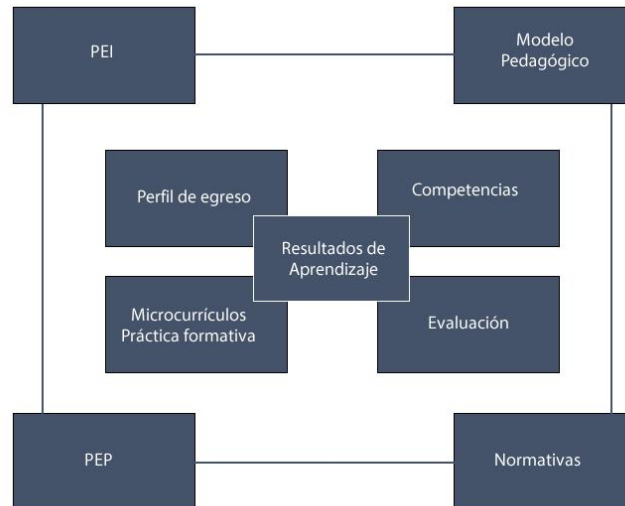 PEI
Modelo
Pedagógico
Perfil de egreso
Competencias
Resultados de
Aprendizaje
Microcurrículos
Práctica formativa
Evaluación
PEP
Normativas